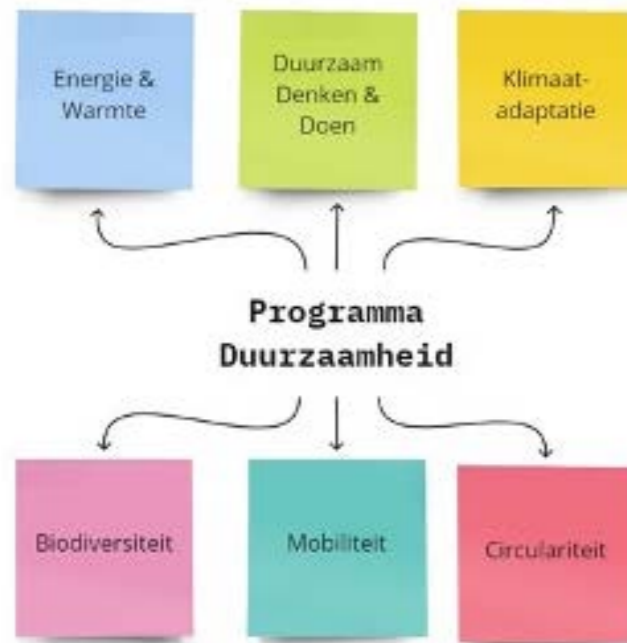 Energie &
Warmte
Duurzaam
Denken &
Doen
Klimaat-
adaptatie
Programma
Duurzaamheid
Biodiversiteit
Mobiliteit
Circulariteit